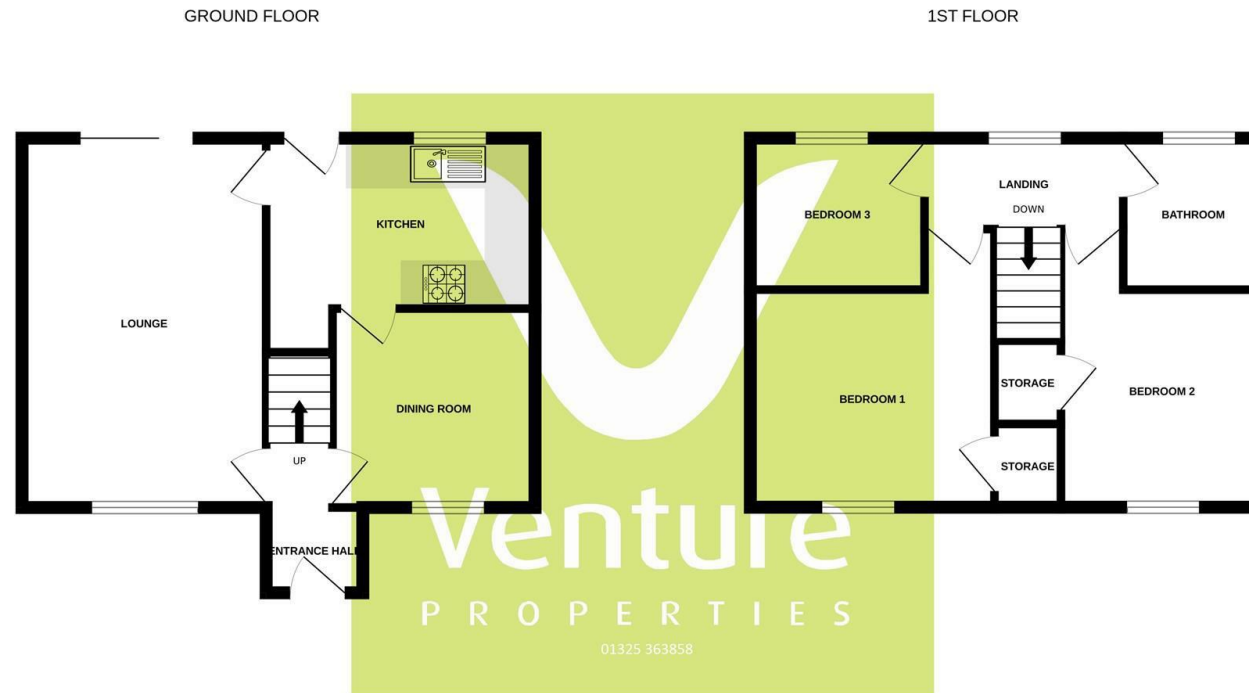 GROUND FLOOR
1ST FLOOR
KITCHEN
LOUNGE
DINING ROOM
UP
ENTRANCE HALL
LANDING
DOWN
BEDROOM 3
BATHROOM
BEDROOM 1
STORAGE
BEDROOM 2
STORAGE
Venture
PROPERTIES
01325 363858